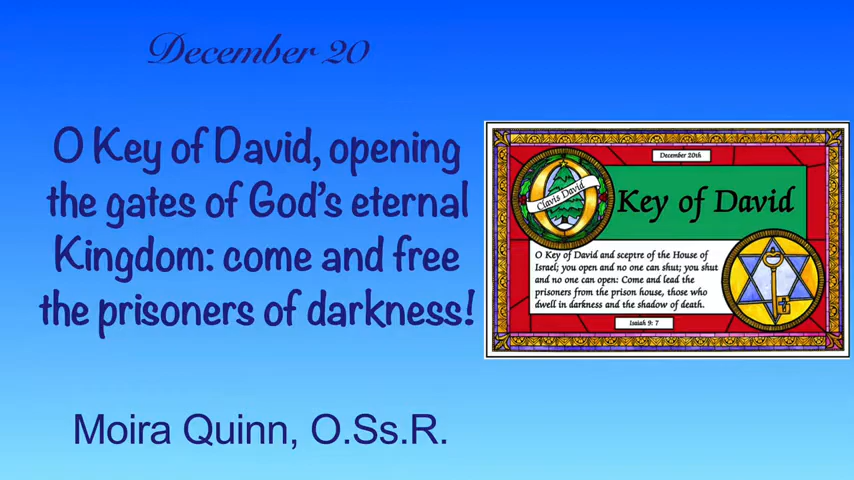 December 20
O Key of David, opening
the gates of God's eternal
Kingdom: come and free
the prisoners of darkness!
Moira Quinn, O.Ss.R.
December 20th
Clavis David
Key of David
O Key of David and sceptre of the House of
Israel; you open and no one can shut; you shut
and no one can open: Come and lead the
prisoners from the prison house, those who
dwell in darkness and the shadow of death.
Isaiah 9: 7